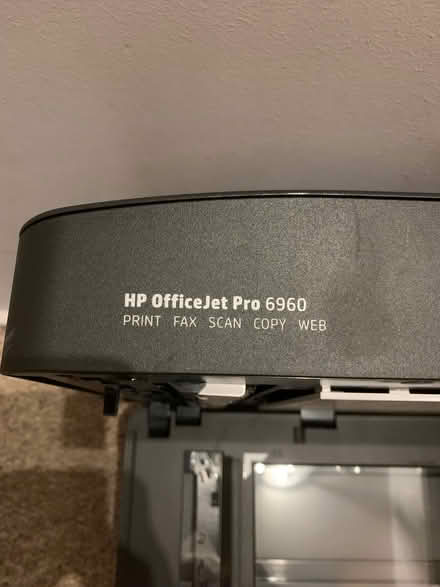 HP OfficeJet Pro 6960
PRINT FAX SCAN COPY WEB